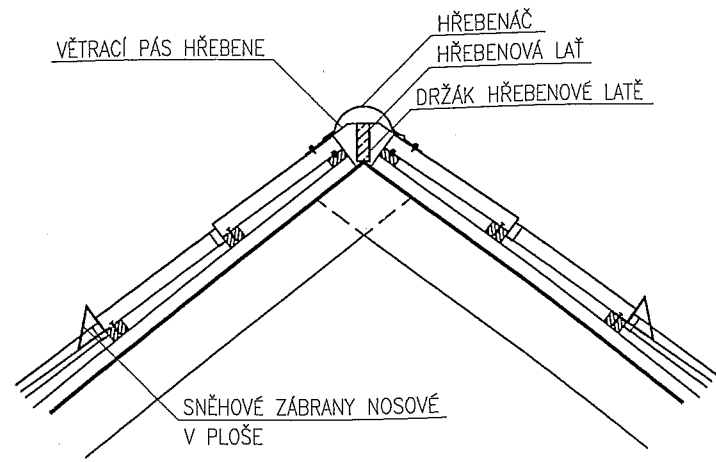 HŘEBENÁČ
VĚTRACÍ PÁS HŘEBENE
HŘEBENOVÁ LAŤ
DRŽÁK HŘEBENOVÉ LATĚ
SNĚHOVÉ ZÁBRANY NOSOVÉ
V PLOŠE